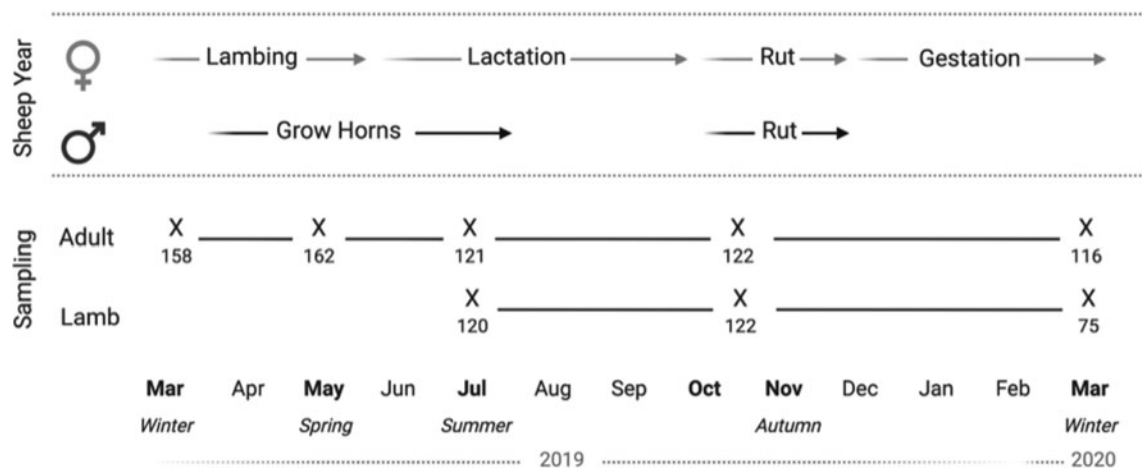 Sheep Year
♀ Lambing Lactation Rut Gestation
♂ Grow Horns Rut
Sampling
Adult X X X X X
158 162 121 122 116
Lamb X X X
120 122 75
Mar Apr May Jun Jul Aug Sep Oct Nov Dec Jan Feb Mar
Winter Spring Summer Autumn Winter
2019 2020